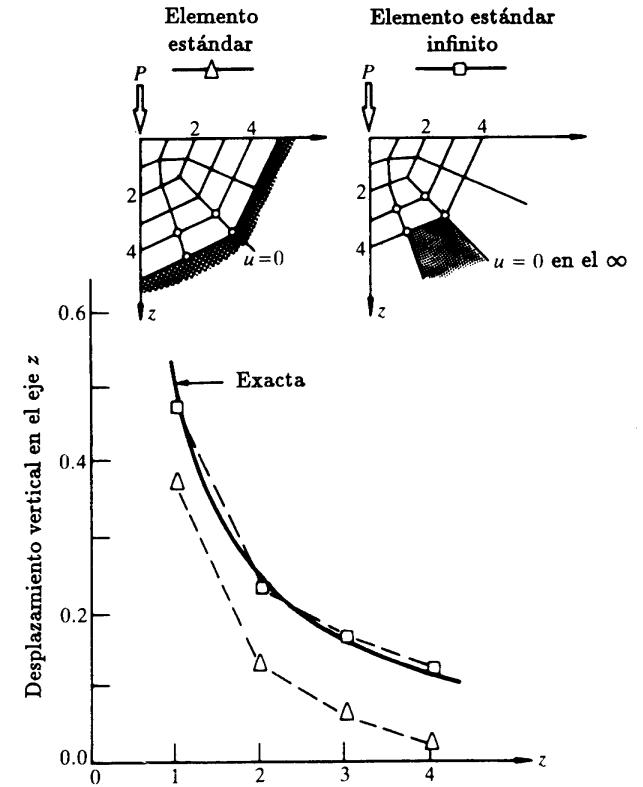 Elemento
estándar
Elemento estándar
infinito
P
P
2 4
2 4
2
4
2
4
u = 0
u = 0 en el ∞
z
z
Desplazamiento vertical en el eje z
0.6
0.4
0.2
0.0
Exacta
0 1 2 3 4
z